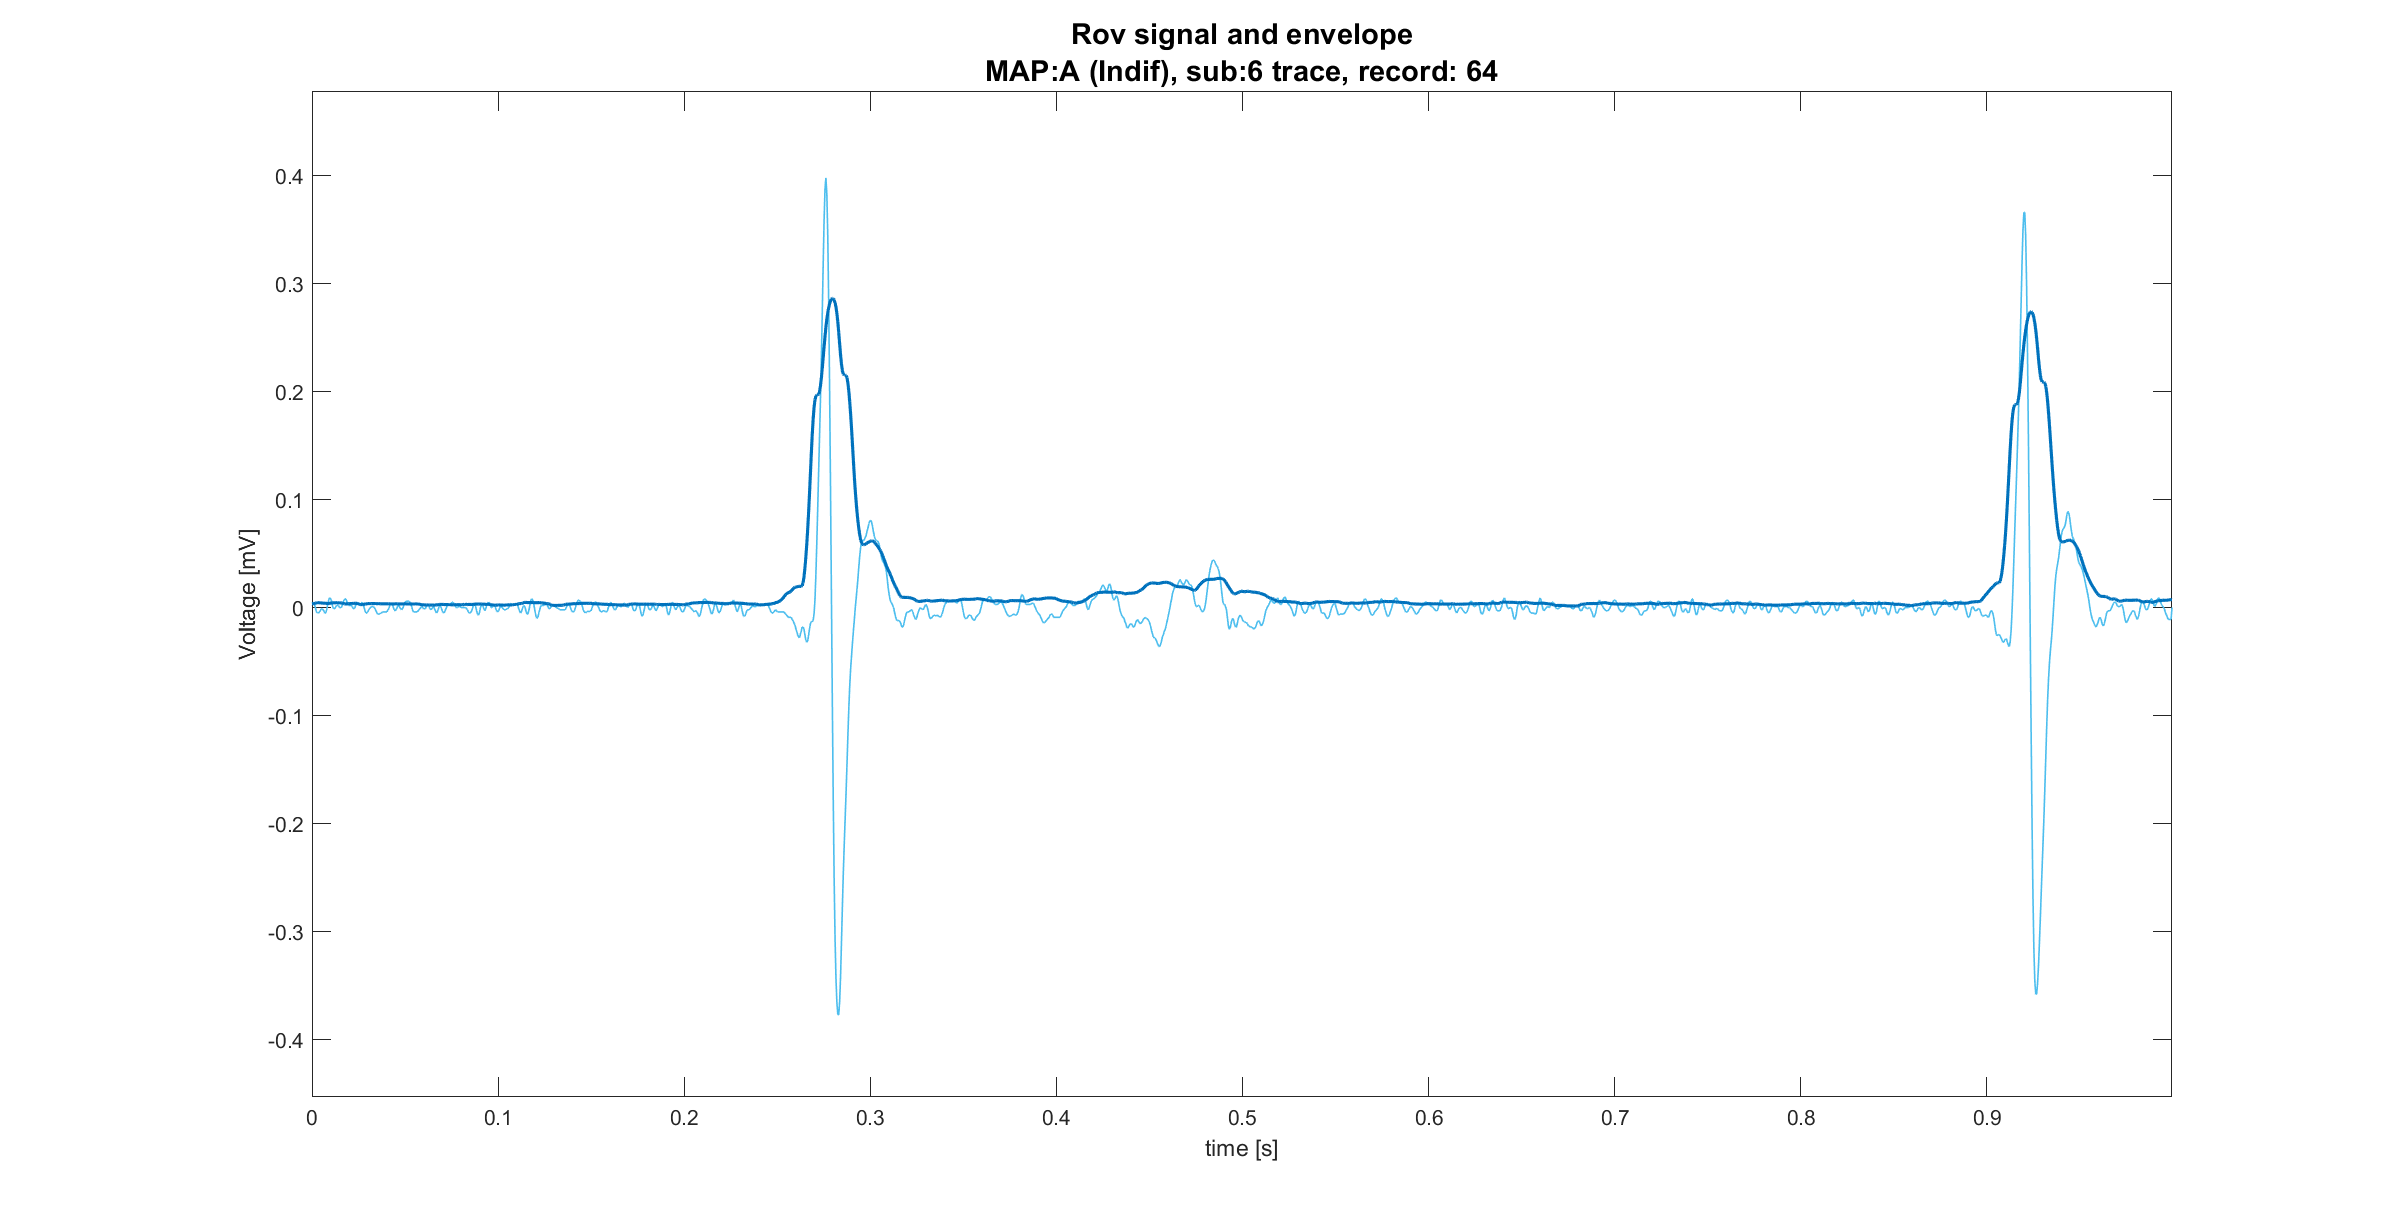 Rov signal and envelope
MAP:A (Indif), sub:6 trace, record: 64
0.4
0.3
0.2
0.1
0
-0.1
-0.2
-0.3
-0.4
Voltage [mV]
0 0.1 0.2 0.3 0.4 0.5 0.6 0.7 0.8 0.9
time [s]